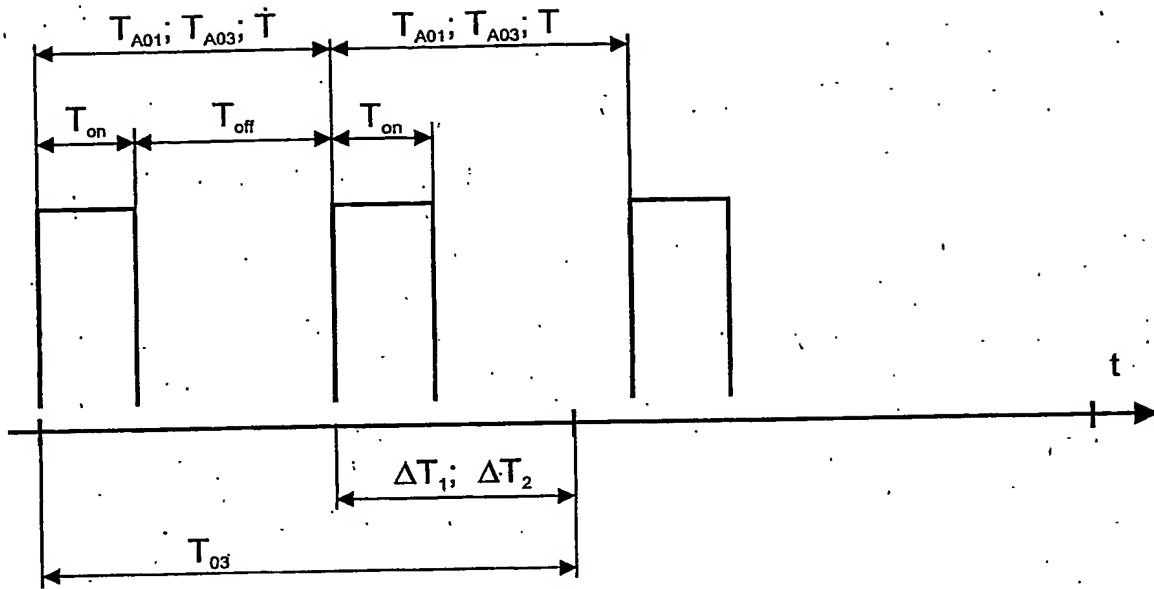 T_A01; T_A03; T T_A01; T_A03; T
T_on T_off T_on
t
ΔT_1; ΔT_2
T_03